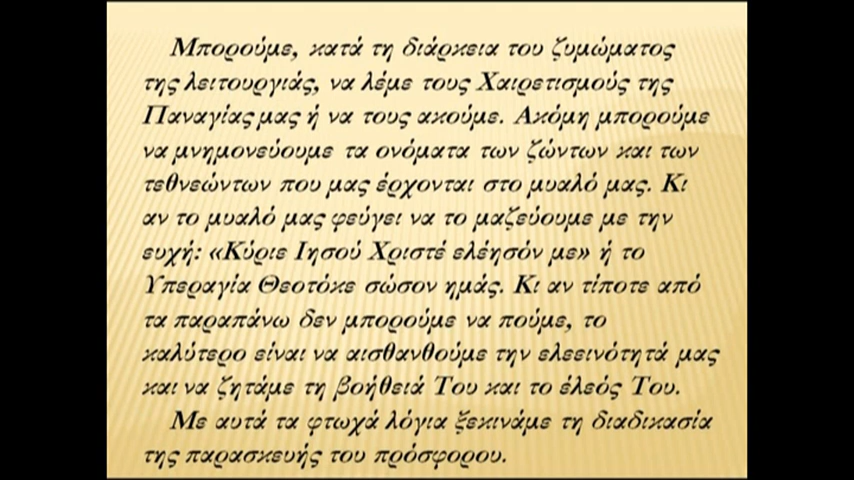 Μπορούμε, κατά τη διάρκεια του ζυμώματος
της λειτουργιάς, να λέμε τους Χαιρετισμούς της
Παναγίας μας ή να τους ακούμε. Ακόμη μπορούμε
να μνημονεύουμε τα ονόματα των ζώντων και των
τεθνεώντων που μας έρχονται στο μυαλό μας. Κι
αν το μυαλό μας φεύγει να το μαζεύουμε με την
ευχή: «Κύριε Ιησού Χριστέ ελέησόν με» ή το
Υπεραγία Θεοτόκε σώσον ημάς. Κι αν τίποτε από
τα παραπάνω δεν μπορούμε να πούμε, το
καλύτερο είναι να αισθανθούμε την ελεεινότητά μας
και να ζητάμε τη βοήθειά Του και το έλεός Του.
Με αυτά τα φτωχά λόγια ξεκινάμε τη διαδικασία
της παρασκευής του πρόσφορου.